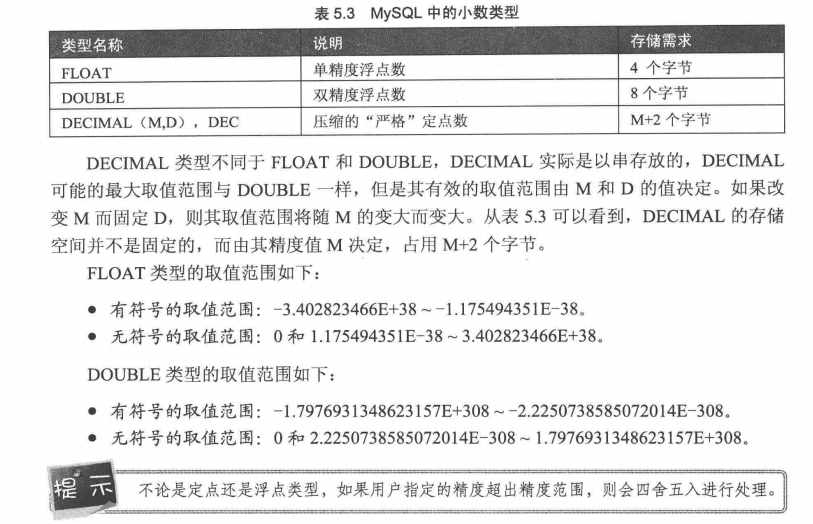 表 5.3 MySQL 中的小数类型
类型名称 说明 存储需求
FLOAT 单精度浮点数 4 个字节
DOUBLE 双精度浮点数 8 个字节
DECIMAL（M,D），DEC 压缩的“严格”定点数 M+2 个字节
DECIMAL 类型不同于 FLOAT 和 DOUBLE，DECIMAL 实际是以串存放的，DECIMAL
可能的最大取值范围与 DOUBLE 一样，但是其有效的取值范围由 M 和 D 的值决定。如果改
变 M 而固定 D，则其取值范围将随 M 的变大而变大。从表 5.3 可以看到，DECIMAL 的存储
空间并不是固定的，而由其精度值 M 决定，占用 M+2 个字节。
FLOAT 类型的取值范围如下：
● 有符号的取值范围：-3.402823466E+38 ~ -1.175494351E-38。
● 无符号的取值范围：0 和 1.175494351E-38 ~ 3.402823466E+38。
DOUBLE 类型的取值范围如下：
● 有符号的取值范围：-1.7976931348623157E+308 ~ -2.2250738585072014E-308。
● 无符号的取值范围：0 和 2.2250738585072014E-308 ~ 1.7976931348623157E+308。
提示 不论是定点还是浮点类型，如果用户指定的精度超出精度范围，则会四舍五入进行处理。